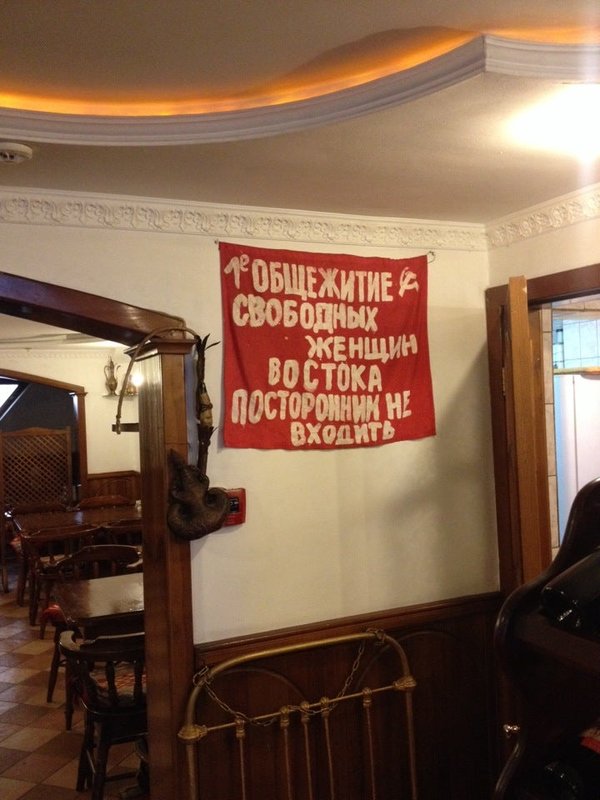 1е ОБЩЕЖИТИЕ
СВОБОДНЫХ
ЖЕНЩИН
ВОСТОКА
ПОСТОРОННИМ НЕ
ВХОДИТЬ